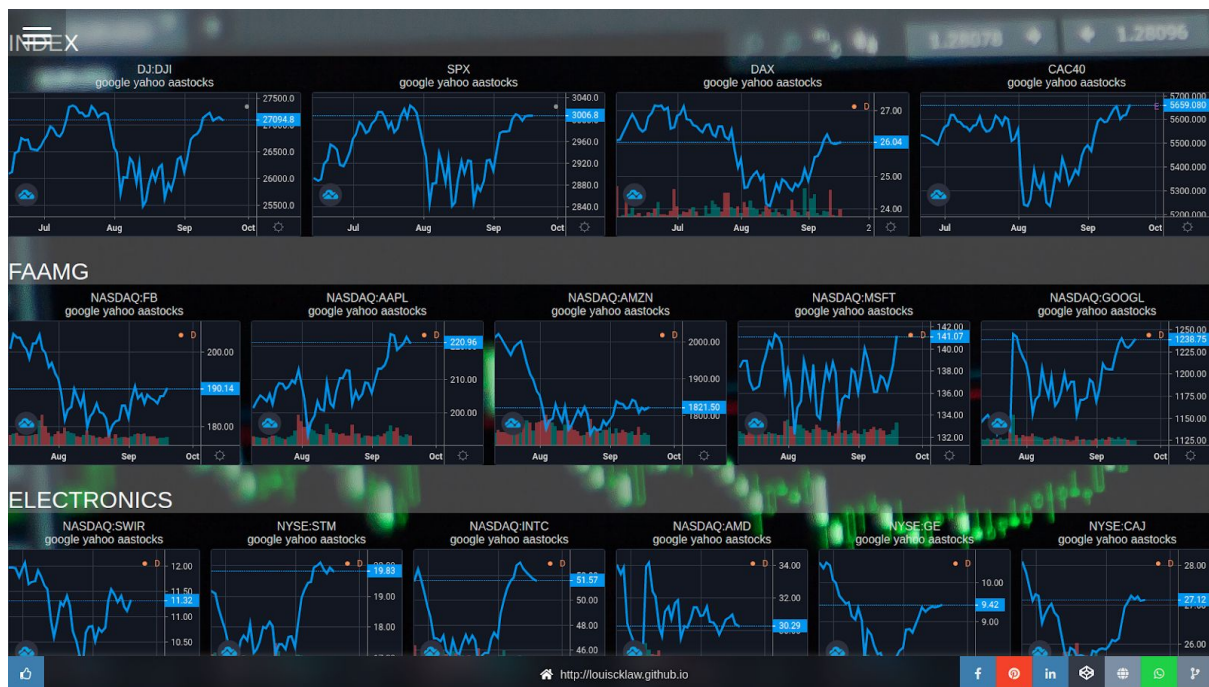 INDEX
1.28078
1.28096
DJ:DJI
google yahoo aastocks
27500.0
27094.8
26500.0
26000.0
25500.0
Jul Aug Sep Oct
SPX
google yahoo aastocks
3040.0
3006.8
2960.0
2920.0
2880.0
2840.0
Jul Aug Sep Oct
DAX
google yahoo aastocks
D
27.00
26.04
25.00
24.00
Jul Aug Sep 2
CAC40
google yahoo aastocks
E
5700.000
5659.080
5600.000
5500.000
5400.000
5300.000
5200.000
Jul Aug Sep Oct
FAAMG
NASDAQ:FB
google yahoo aastocks
D
200.00
190.14
180.00
Aug Sep Oct
NASDAQ:AAPL
google yahoo aastocks
D
220.96
210.00
200.00
Aug Sep Oct
NASDAQ:AMZN
google yahoo aastocks
D
2000.00
1900.00
1821.50
1800.00
Aug Sep Oct
NASDAQ:MSFT
google yahoo aastocks
D
142.00
141.07
140.00
138.00
136.00
134.00
132.00
Aug Sep Oct
NASDAQ:GOOGL
google yahoo aastocks
D
1250.00
1238.75
1225.00
1200.00
1175.00
1150.00
1125.00
Aug Sep Oct
ELECTRONICS
NASDAQ:SWIR
google yahoo aastocks
D
12.00
11.50
11.32
11.00
10.50
NYSE:STM
google yahoo aastocks
D
19.83
19.00
18.00
NASDAQ:INTC
google yahoo aastocks
D
51.57
50.00
48.00
46.00
NASDAQ:AMD
google yahoo aastocks
D
34.00
32.00
30.29
NYSE:GE
google yahoo aastocks
D
10.00
9.42
9.00
NYSE:CAJ
google yahoo aastocks
D
28.00
27.12
26.00
http://louiscklaw.github.io